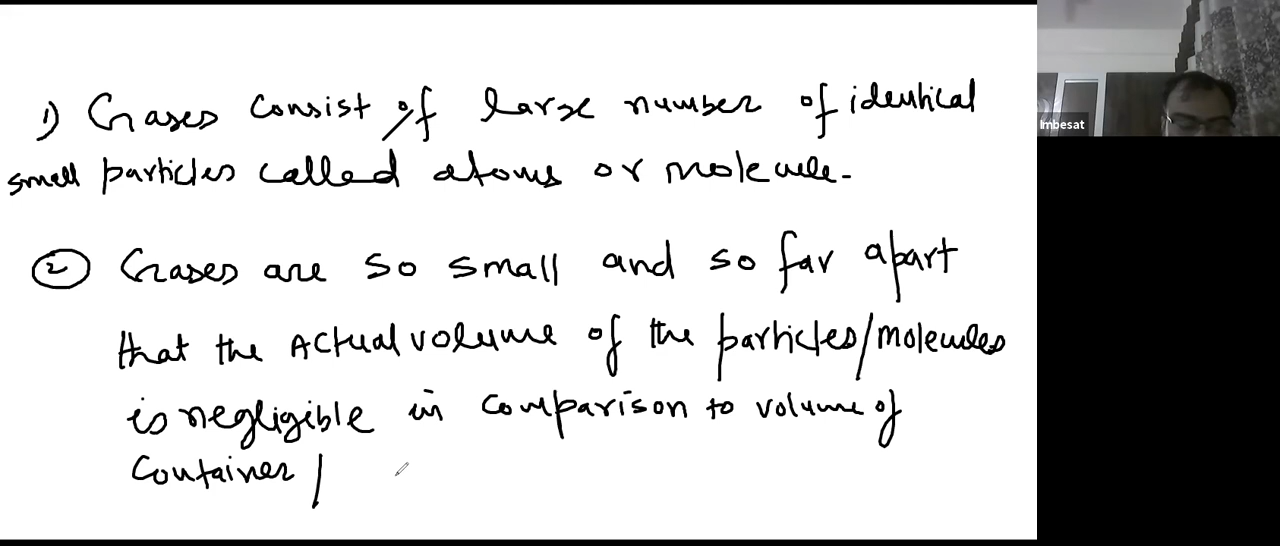 1) Gases consist of large number of identical
small particles called atoms or molecule.
② Gases are so small and so far apart
that the Actual volume of the particles/molecules
is negligible in comparison to volume of
Container /
Imbesat